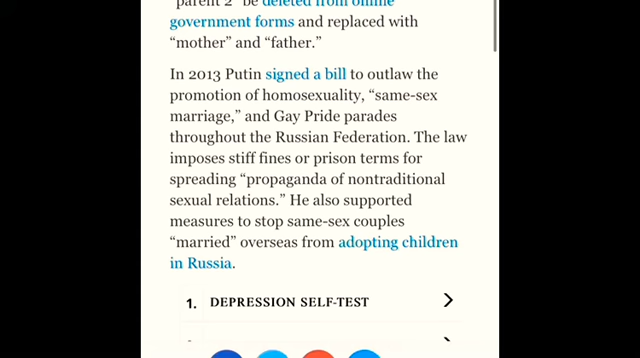 "parent 2" be deleted from online
government forms and replaced with
“mother” and “father.”
In 2013 Putin signed a bill to outlaw the
promotion of homosexuality, “same-sex
marriage,” and Gay Pride parades
throughout the Russian Federation. The law
imposes stiff fines or prison terms for
spreading “propaganda of nontraditional
sexual relations.” He also supported
measures to stop same-sex couples
“married” overseas from adopting children
in Russia.
1. DEPRESSION SELF-TEST